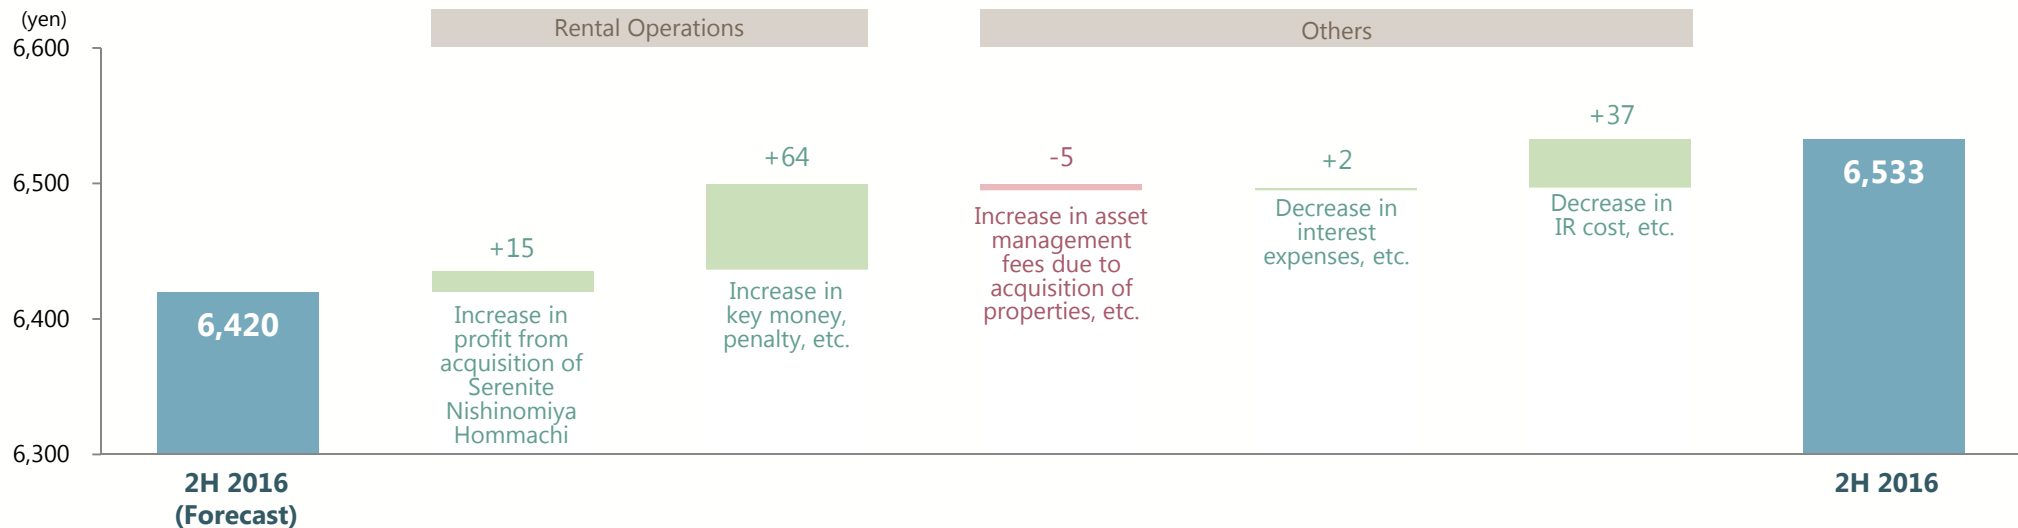 (yen)
6,600
6,500
6,400
6,300
Rental Operations
Others
6,420
2H 2016
(Forecast)
+15
Increase in
profit from
acquisition of
Serenite
Nishinomiya
Hommachi
+64
Increase in
key money,
penalty, etc.
-5
Increase in asset
management
fees due to
acquisition of
properties, etc.
+2
Decrease in
interest
expenses, etc.
+37
Decrease in
IR cost, etc.
6,533
2H 2016